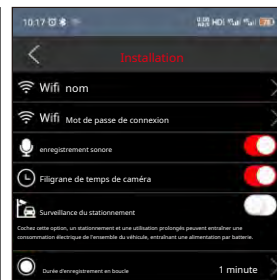 10.17
HD
Installation
Wifi nom
Wifi Mot de passe de connexion
enregistrement sonore
Filigrane de temps de caméra
Surveillance du stationnement
Cochez cette option, un stationnement et une utilisation prolongés peuvent entraîner une
consommation électrique de l'ensemble du véhicule, entraînant une alimentation par batterie.
Durée d'enregistrement en boucle 1 minute